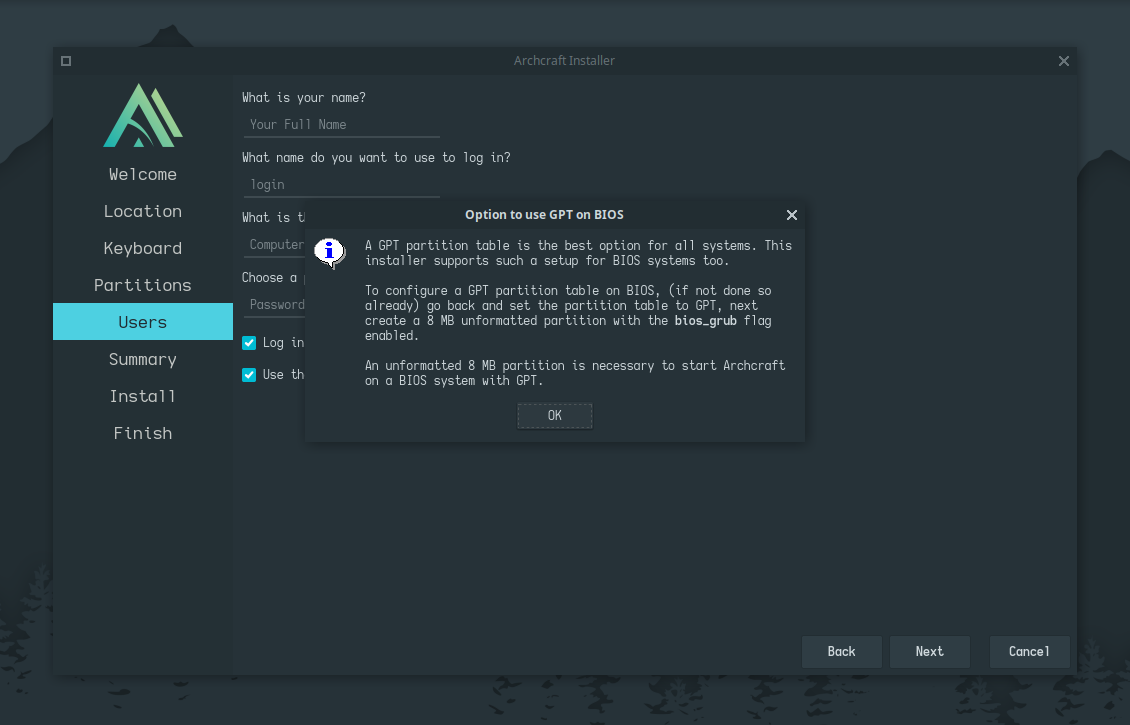 Archcraft Installer
Welcome
Location
Keyboard
Partitions
Users
Summary
Install
Finish
What is your name?
Your Full Name
What name do you want to use to log in?
login
What is
Computer
Choose a
Password
Log in
Use
Option to use GPT on BIOS
A GPT partition table is the best option for all systems. This
installer supports such a setup for BIOS systems too.
To configure a GPT partition table on BIOS, (if not done so
already) go back and set the partition table to GPT, next
create a 8 MB unformatted partition with the bios_grub flag
enabled.
An unformatted 8 MB partition is necessary to start Archcraft
on a BIOS system with GPT.
OK
Back
Next
Cancel